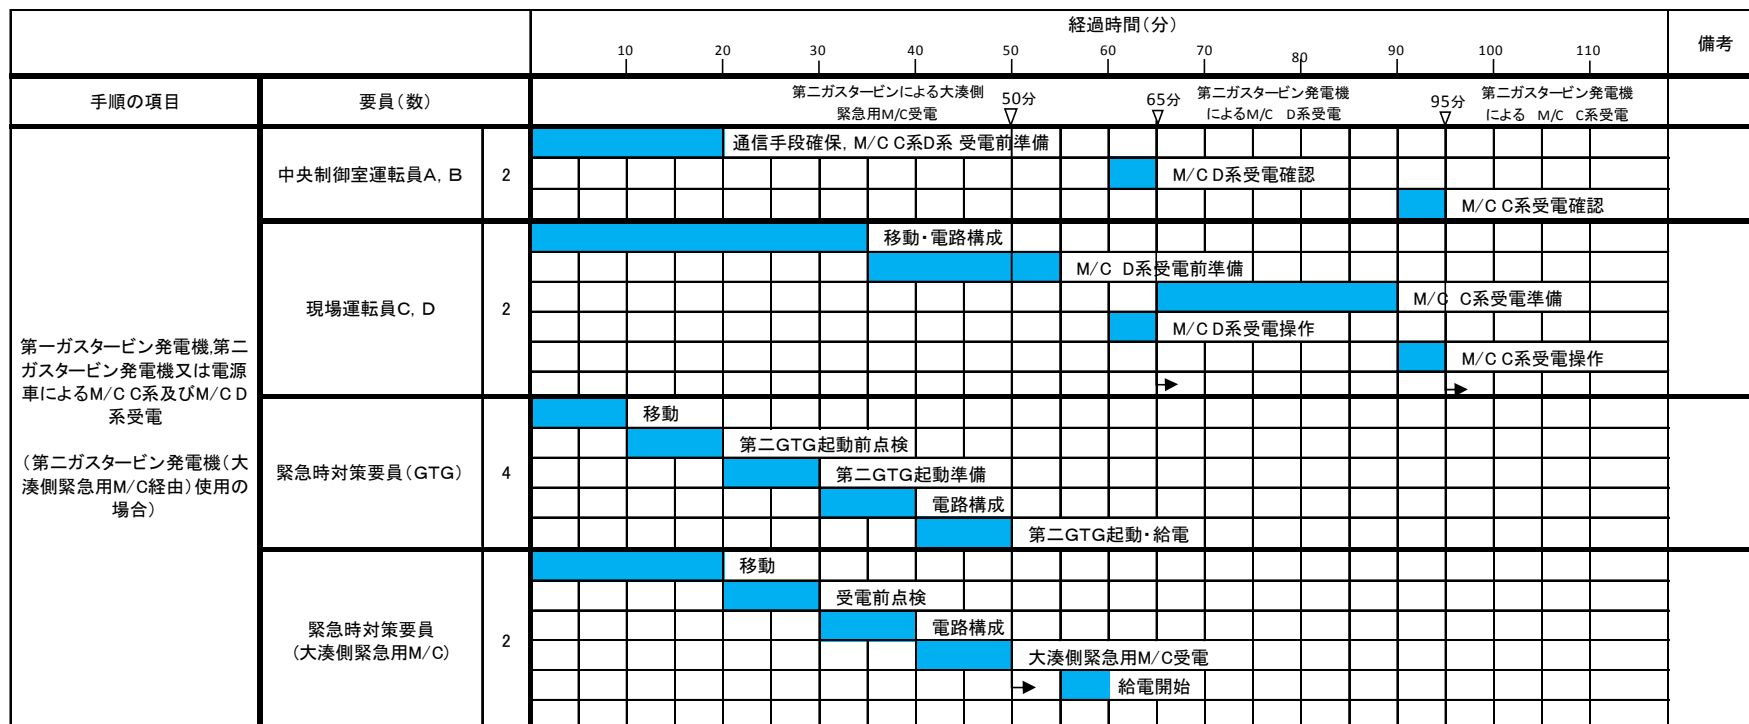 経過時間(分)
備考
10 20 30 40 50 60 70 80 90 100 110
手順の項目
要員(数)
第二ガスタービンによる大湊側
緊急用M/C受電
50分
65分
第二ガスタービン発電機
によるM/C D系受電
95分
第二ガスタービン発電機
による M/C C系受電
第一ガスタービン発電機,第二
ガスタービン発電機又は電源
車によるM/C C系及びM/C D
系受電
(第二ガスタービン発電機(大
湊側緊急用M/C経由)使用の
場合)
中央制御室運転員A, B
2
通信手段確保, M/C C系D系 受電前準備
M/C D系受電確認
M/C C系受電確認
現場運転員C, D
2
移動・電路構成
M/C D系受電前準備
M/C C系受電準備
M/C D系受電操作
M/C C系受電操作
緊急時対策要員(GTG)
4
移動
第二GTG起動前点検
第二GTG起動準備
電路構成
第二GTG起動・給電
緊急時対策要員
(大湊側緊急用M/C)
2
移動
受電前点検
電路構成
大湊側緊急用M/C受電
給電開始